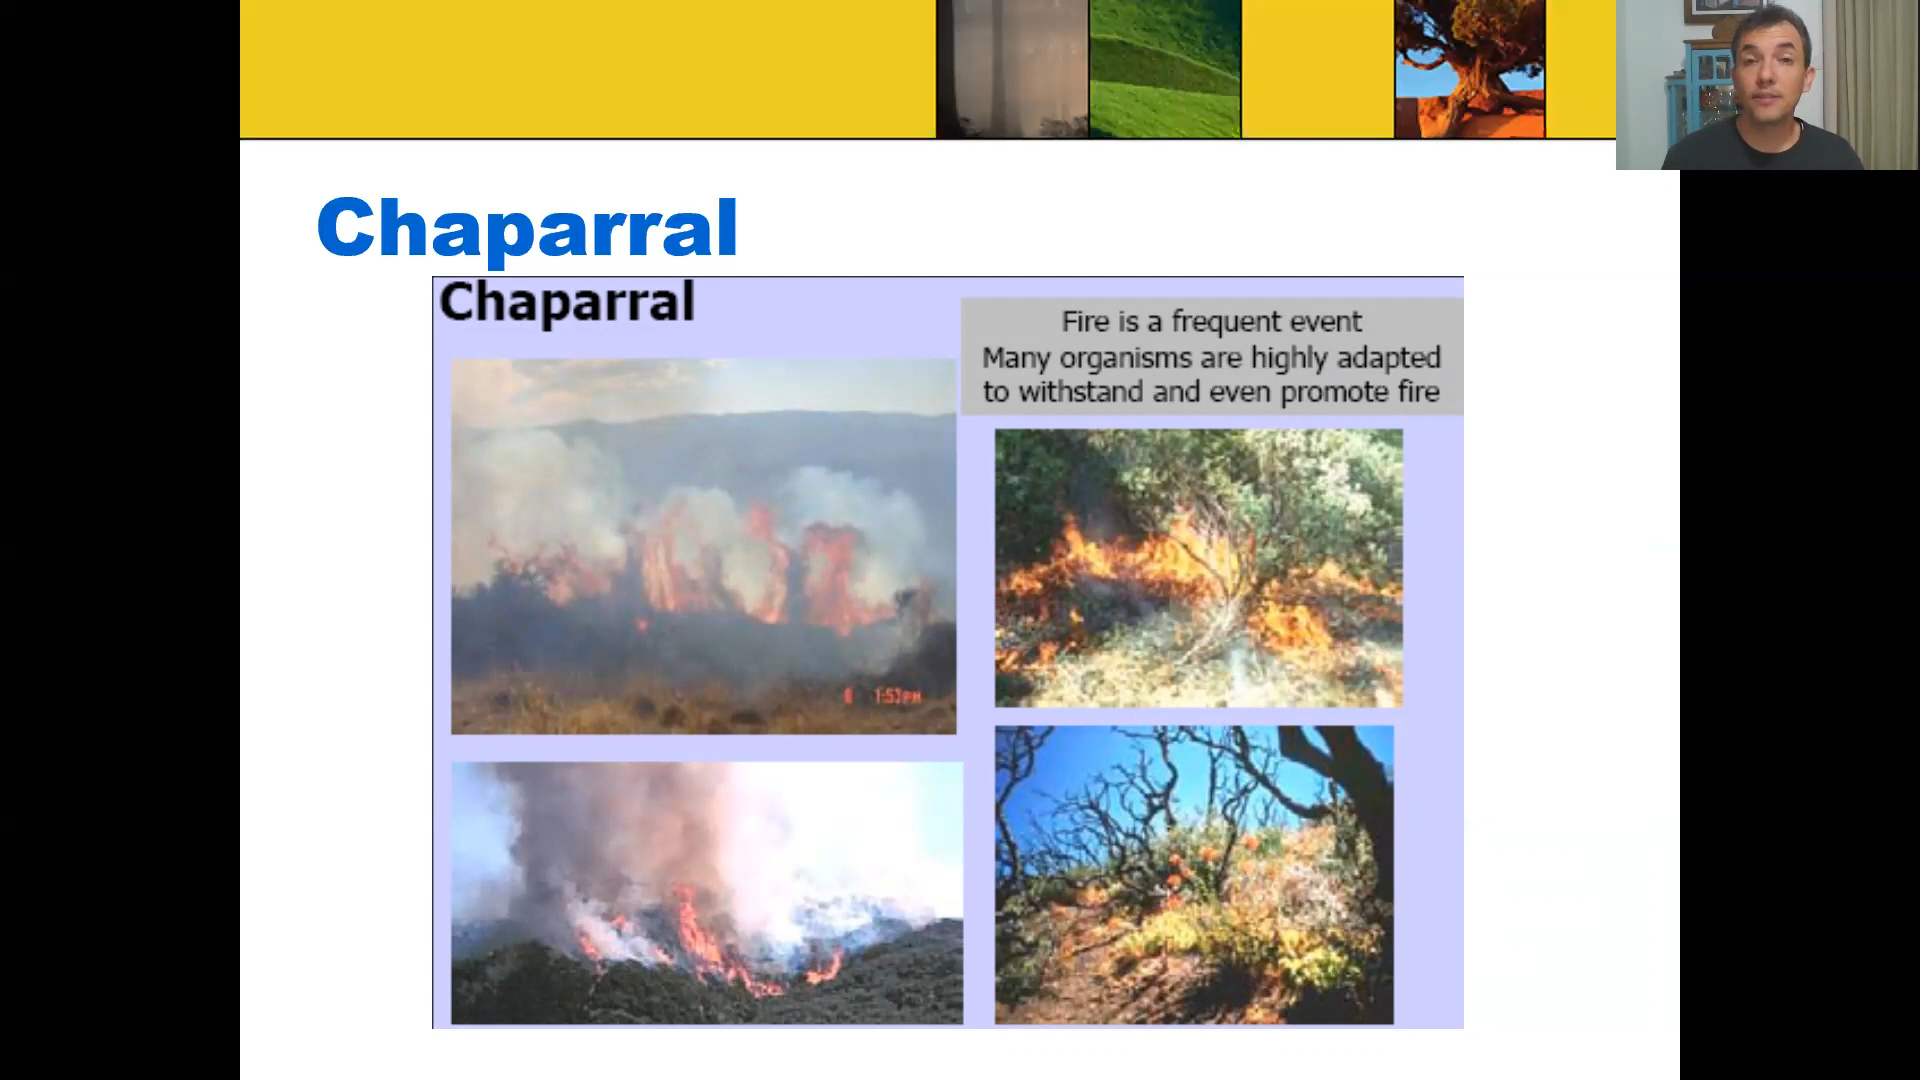 Chaparral
Chaparral
Fire is a frequent event
Many organisms are highly adapted
to withstand and even promote fire
6 1:53PM